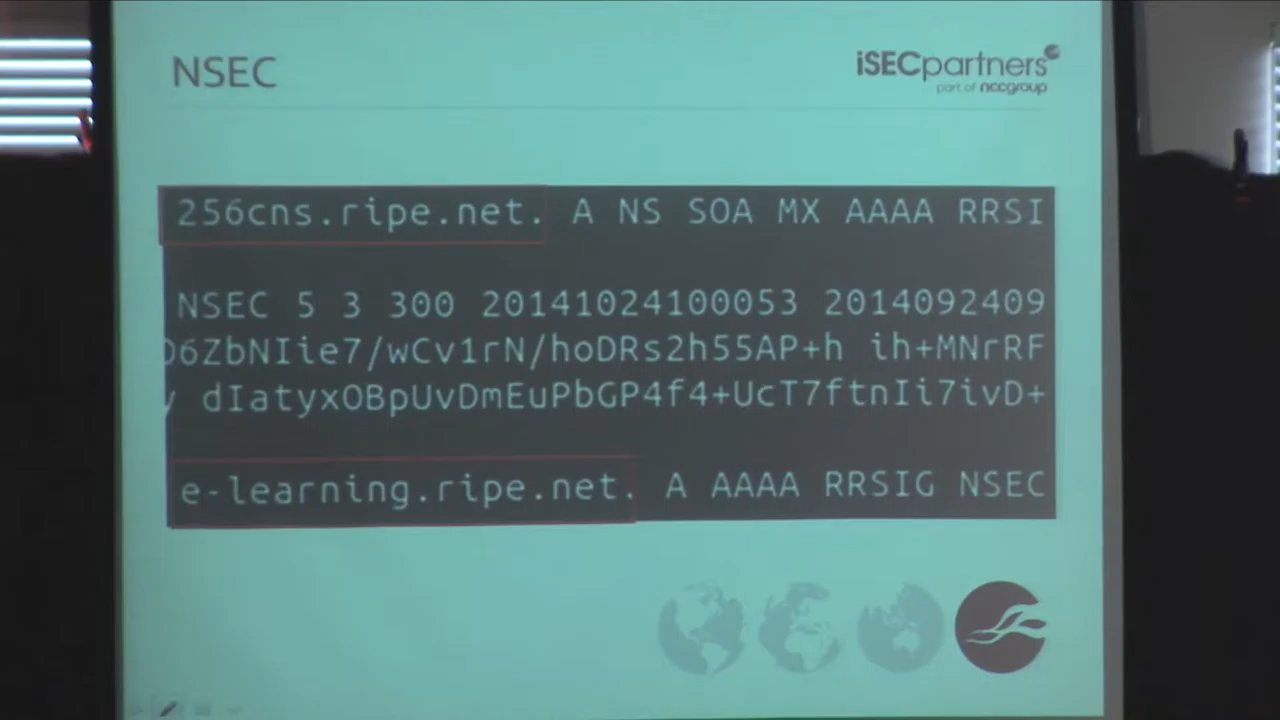 NSEC
iSECpartners
part of nccgroup
256cns.ripe.net. A NS SOA MX AAAA RRSI
NSEC 5 3 300 20141024100053 2014092409
D6ZbNIie7/wCv1rN/hoDRs2h55AP+h ih+MNrRF
dIatyxOBpUvDmEuPbGP4f4+UcT7ftnIi7ivD+
e-learning.ripe.net. A AAAA RRSIG NSEC